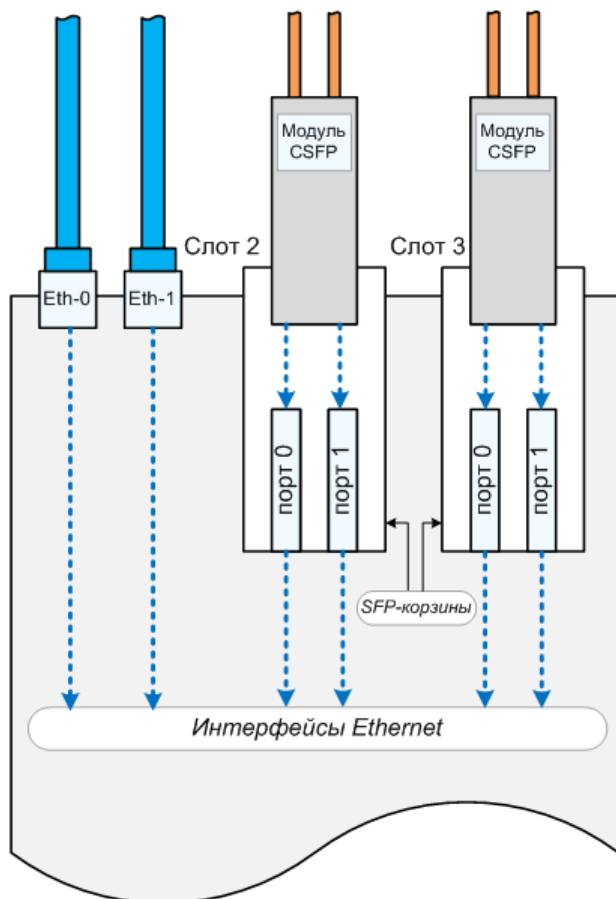 Модуль
CSFP
Модуль
CSFP
Слот 2
Слот 3
Eth-0
Eth-1
порт 0
порт 1
порт 0
порт 1
SFP-корзины
Интерфейсы Ethernet